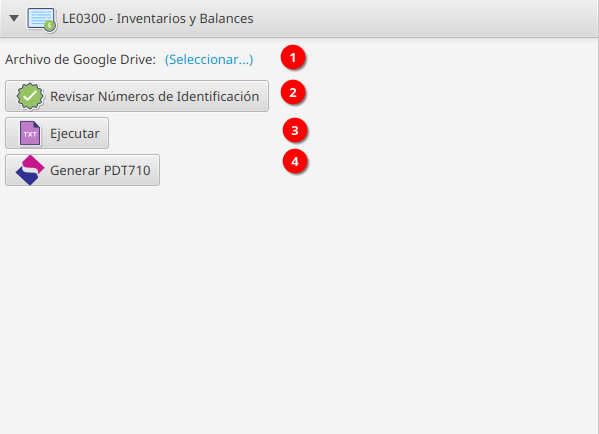 LE0300 - Inventarios y Balances
Archivo de Google Drive: (Seleccionar...) 1
Revisar Números de Identificación 2
TXT Ejecutar 3
Generar PDT710 4